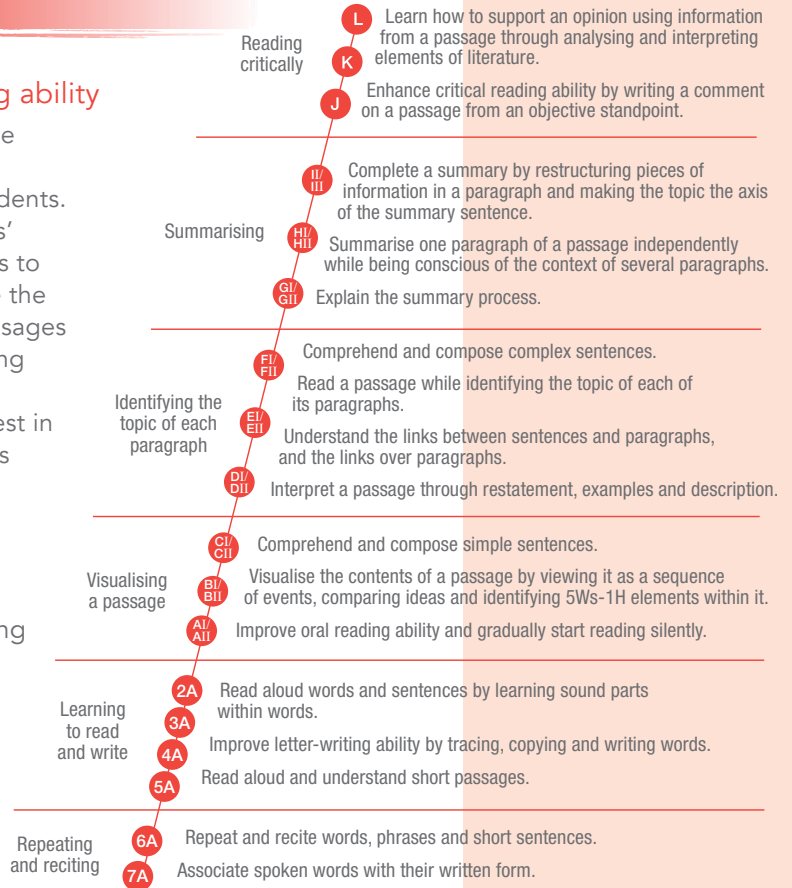 g ability
e
dents.
s'
s to
the
sages
ng
est in
s
ng
Reading
critically
L
K
J
Learn how to support an opinion using information
from a passage through analysing and interpreting
elements of literature.
Enhance critical reading ability by writing a comment
on a passage from an objective standpoint.
Summarising
II/
III
HI/
HII
GI/
GII
Complete a summary by restructuring pieces of
information in a paragraph and making the topic the axis
of the summary sentence.
Summarise one paragraph of a passage independently
while being conscious of the context of several paragraphs.
Explain the summary process.
Identifying the
topic of each
paragraph
FI/
FII
EI/
EII
DI/
DII
Comprehend and compose complex sentences.
Read a passage while identifying the topic of each of
its paragraphs.
Understand the links between sentences and paragraphs,
and the links over paragraphs.
Interpret a passage through restatement, examples and description.
Visualising
a passage
CI/
CII
BI/
BII
AI/
AII
Comprehend and compose simple sentences.
Visualise the contents of a passage by viewing it as a sequence
of events, comparing ideas and identifying 5Ws-1H elements within it.
Improve oral reading ability and gradually start reading silently.
Learning
to read
and write
2A
3A
4A
5A
Read aloud words and sentences by learning sound parts
within words.
Improve letter-writing ability by tracing, copying and writing words.
Read aloud and understand short passages.
Repeating
and reciting
6A
7A
Repeat and recite words, phrases and short sentences.
Associate spoken words with their written form.